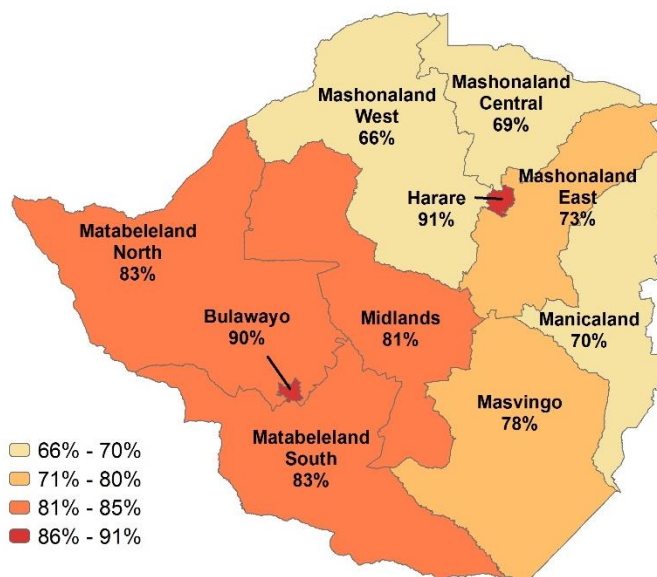 Mashonaland
Central
69%
Mashonaland
West
66%
Mashonaland
East
73%
Harare
91%
Matabeleland
North
83%
Bulawayo
90%
Midlands
81%
Manicaland
70%
Masvingo
78%
Matabeleland
South
83%
66% - 70%
71% - 80%
81% - 85%
86% - 91%